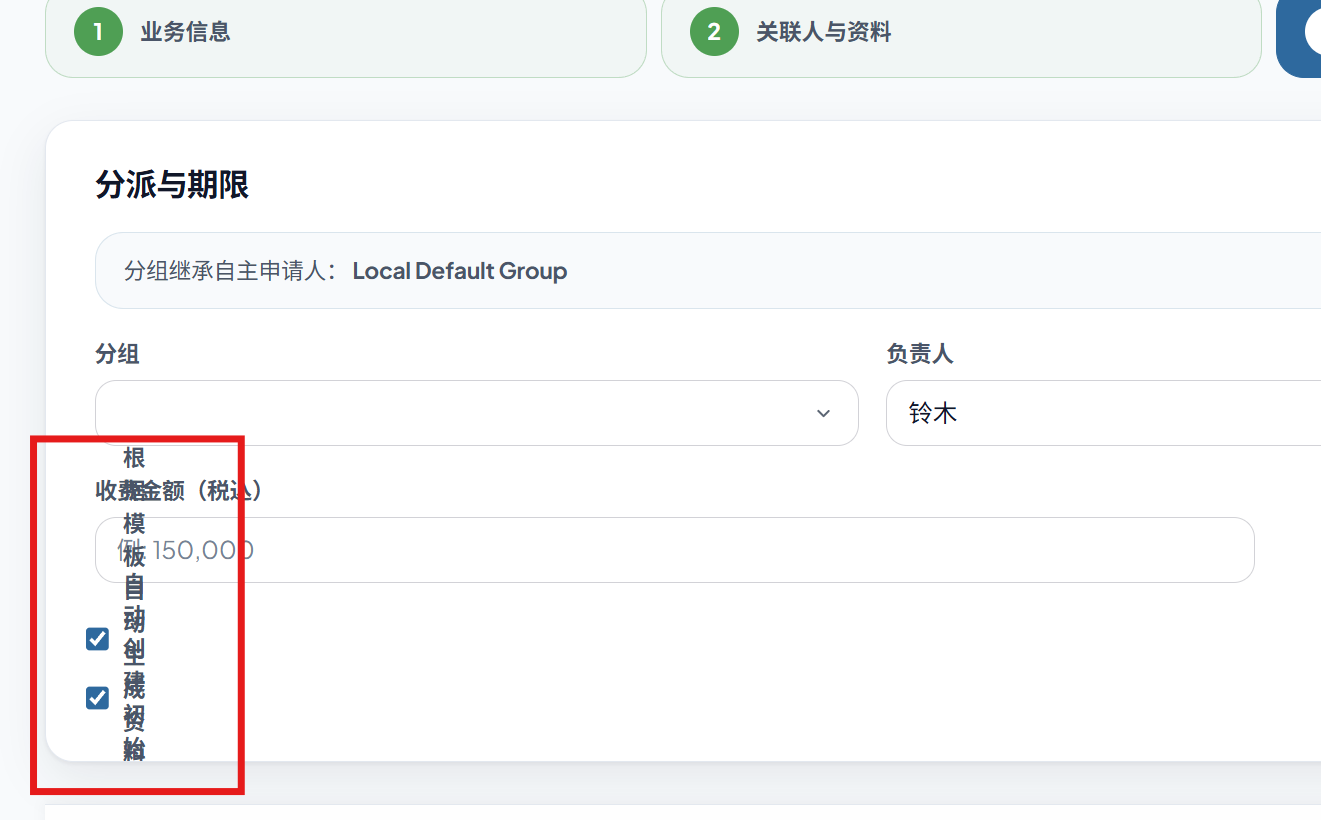 1 业务信息
2 关联人与资料
分派与期限
分组继承自主申请人： Local Default Group
分组
负责人
铃木
收费金额（税込）
例: 150,000